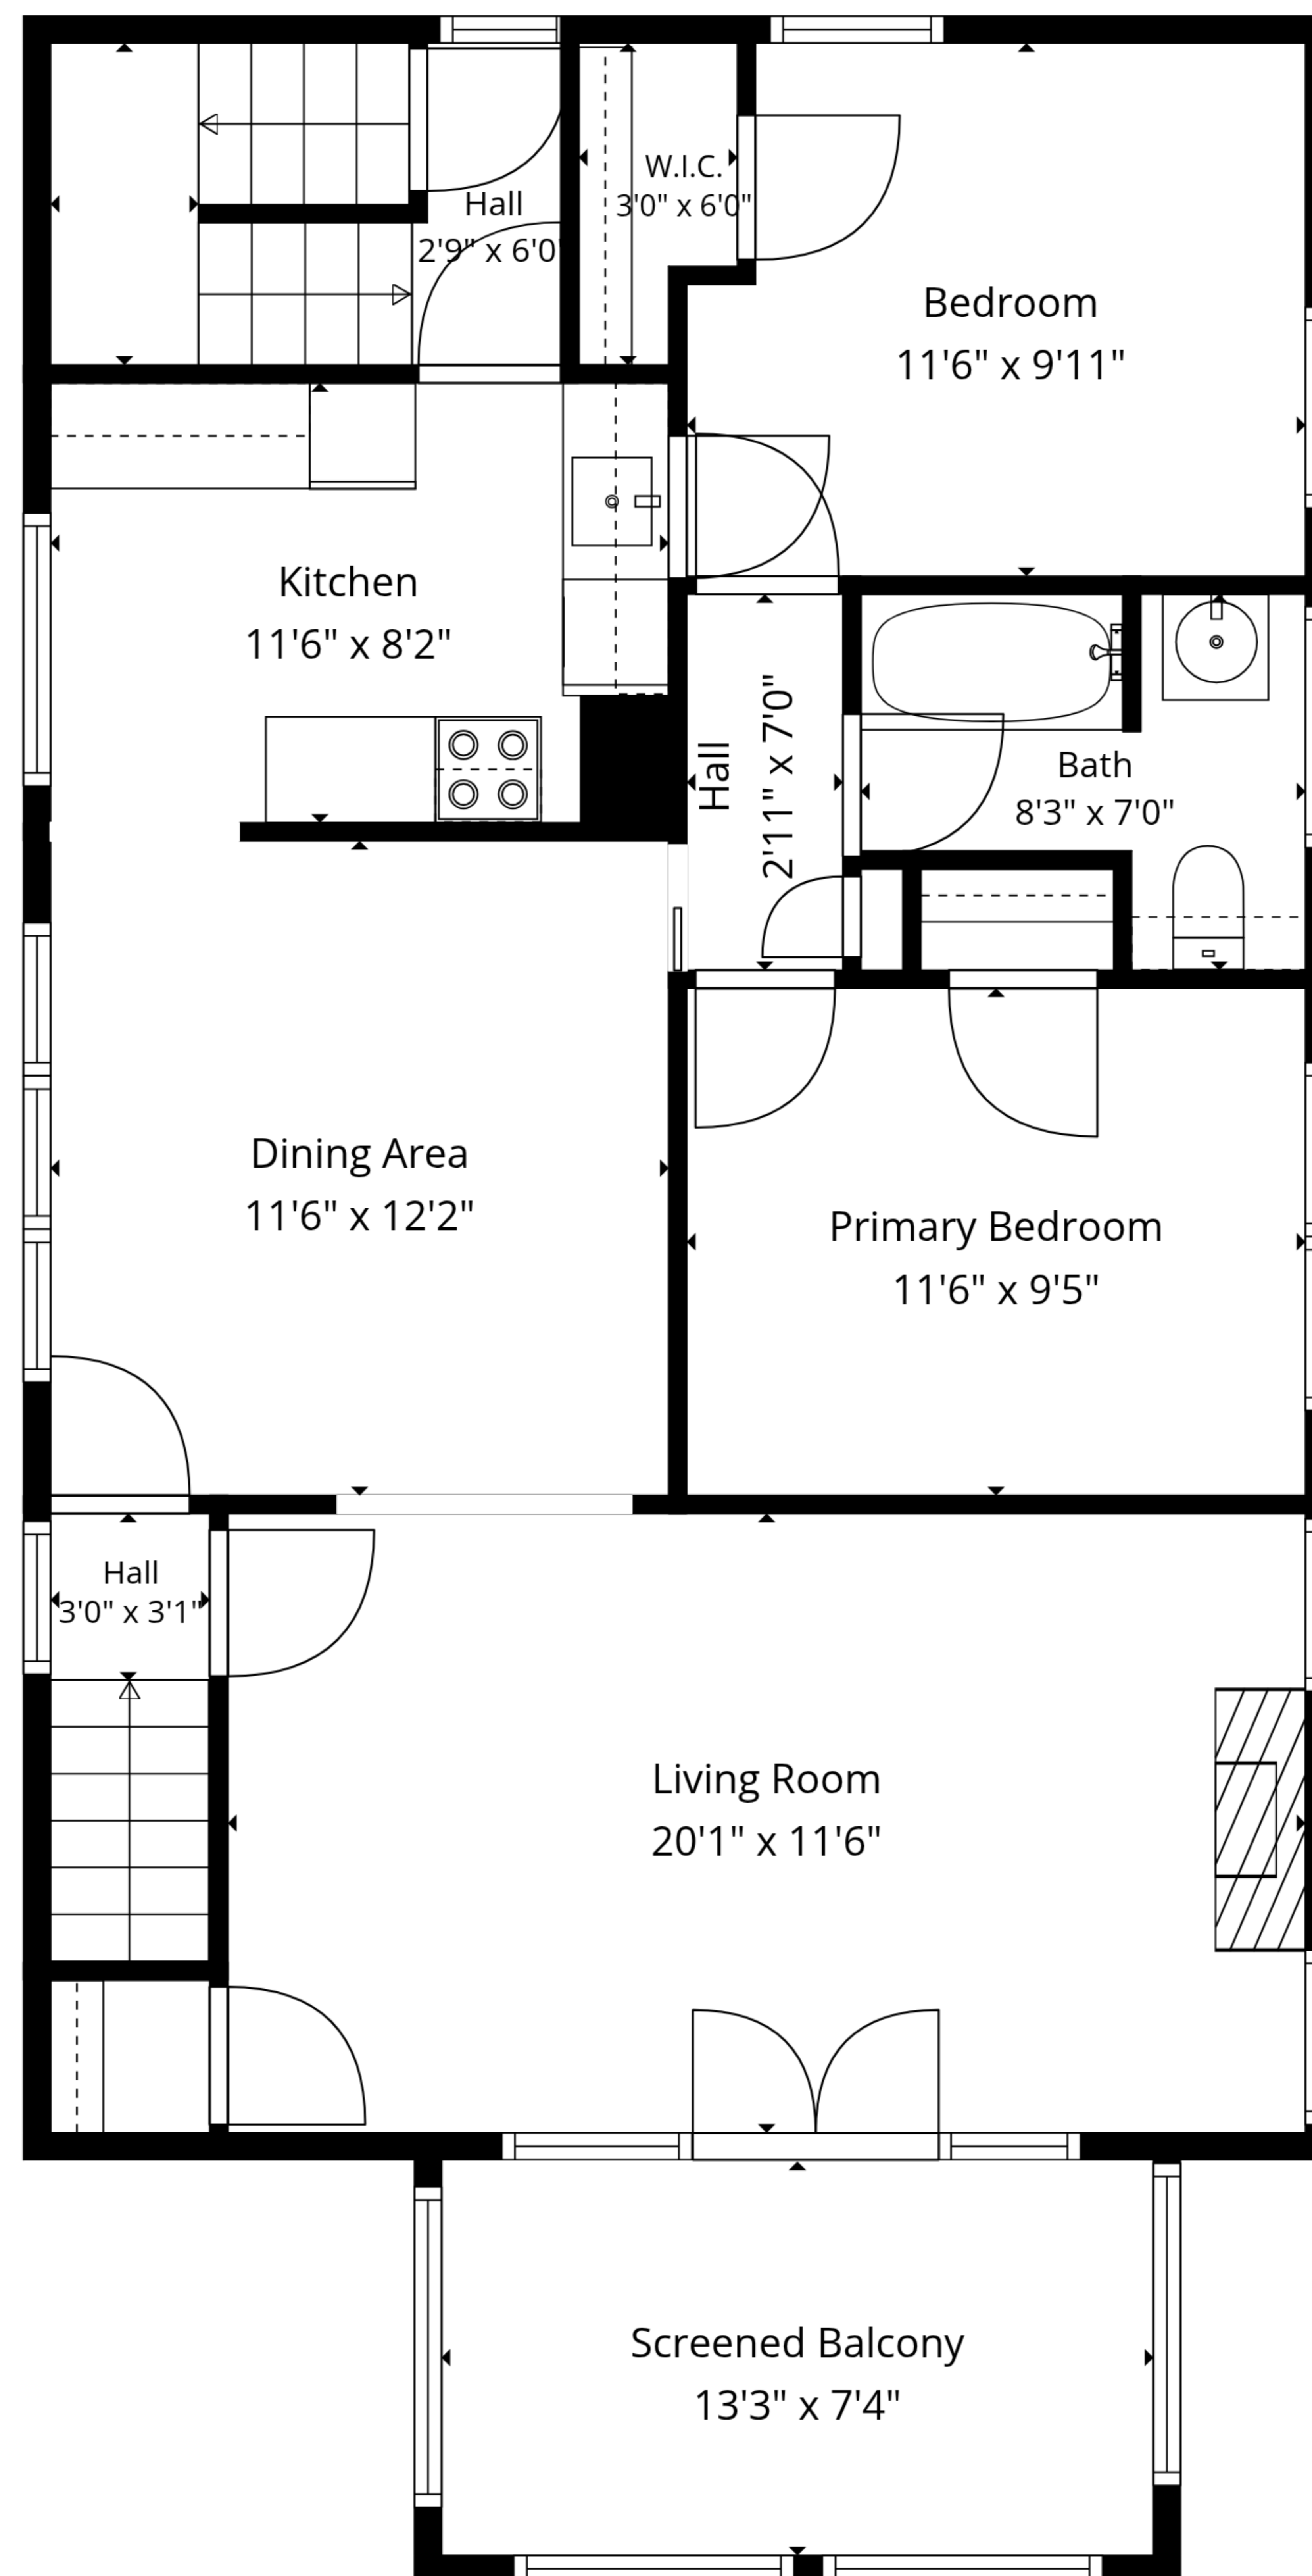 W.I.C.
3'0" x 6'0"
Hall
2'9" x 6'0
Bedroom
11'6" x 9'11"
Kitchen
11'6" x 8'2"
Hall
2'11" x 7'0"
Bath
8'3" x 7'0"
Dining Area
11'6" x 12'2"
Primary Bedroom
11'6" x 9'5"
Hall
3'0" x 3'1"
Living Room
20'1" x 11'6"
Screened Balcony
13'3" x 7'4"